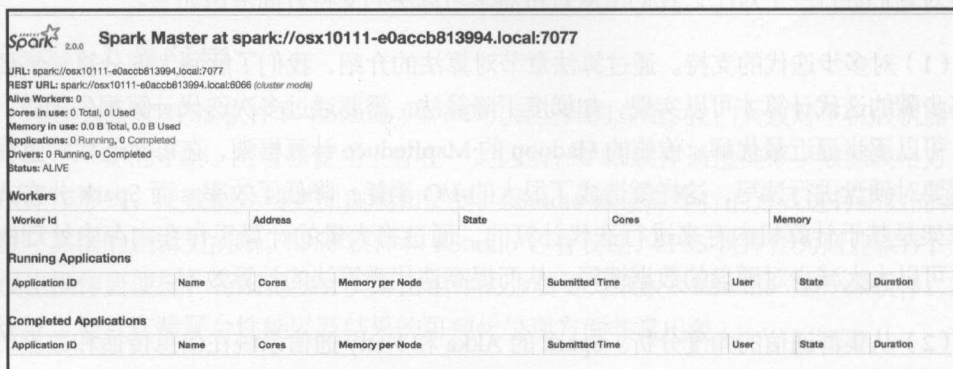 Spark 2.0.0 Spark Master at spark://osx10111-e0accb813994.local:7077
URL: spark://osx10111-e0accb813994.local:7077
REST URL: spark://osx10111-e0accb813994.local:6066 (cluster mode)
Alive Workers: 0
Cores in use: 0 Total, 0 Used
Memory in use: 0.0 B Total, 0.0 B Used
Applications: 0 Running, 0 Completed
Drivers: 0 Running, 0 Completed
Status: ALIVE
Workers
Worker Id Address State Cores Memory
Running Applications
Application ID Name Cores Memory per Node Submitted Time User State Duration
Completed Applications
Application ID Name Cores Memory per Node Submitted Time User State Duration